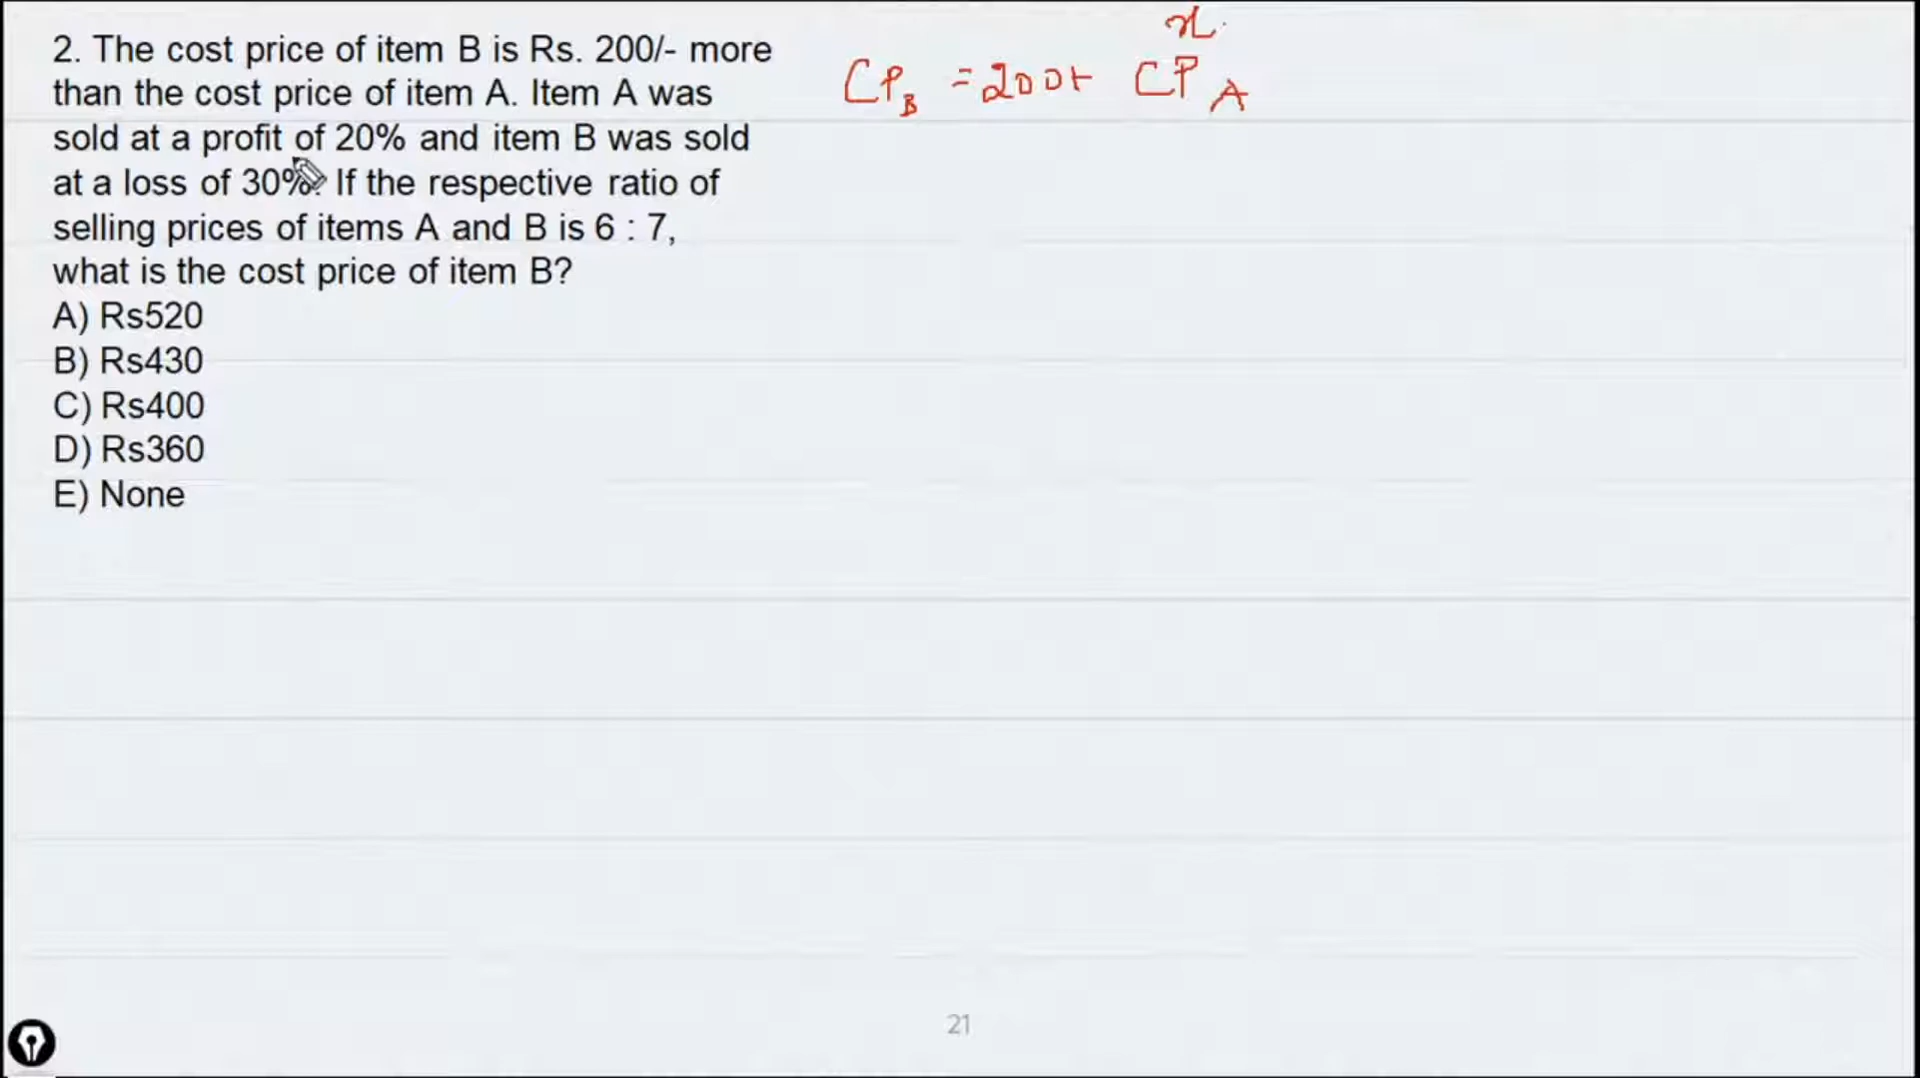 2. The cost price of item B is Rs. 200/- more
than the cost price of item A. Item A was
sold at a profit of 20% and item B was sold
at a loss of 30%. If the respective ratio of
selling prices of items A and B is 6 : 7,
what is the cost price of item B?
A) Rs520
B) Rs430
C) Rs400
D) Rs360
E) None
x
CP_B = 200+ CP_A
21